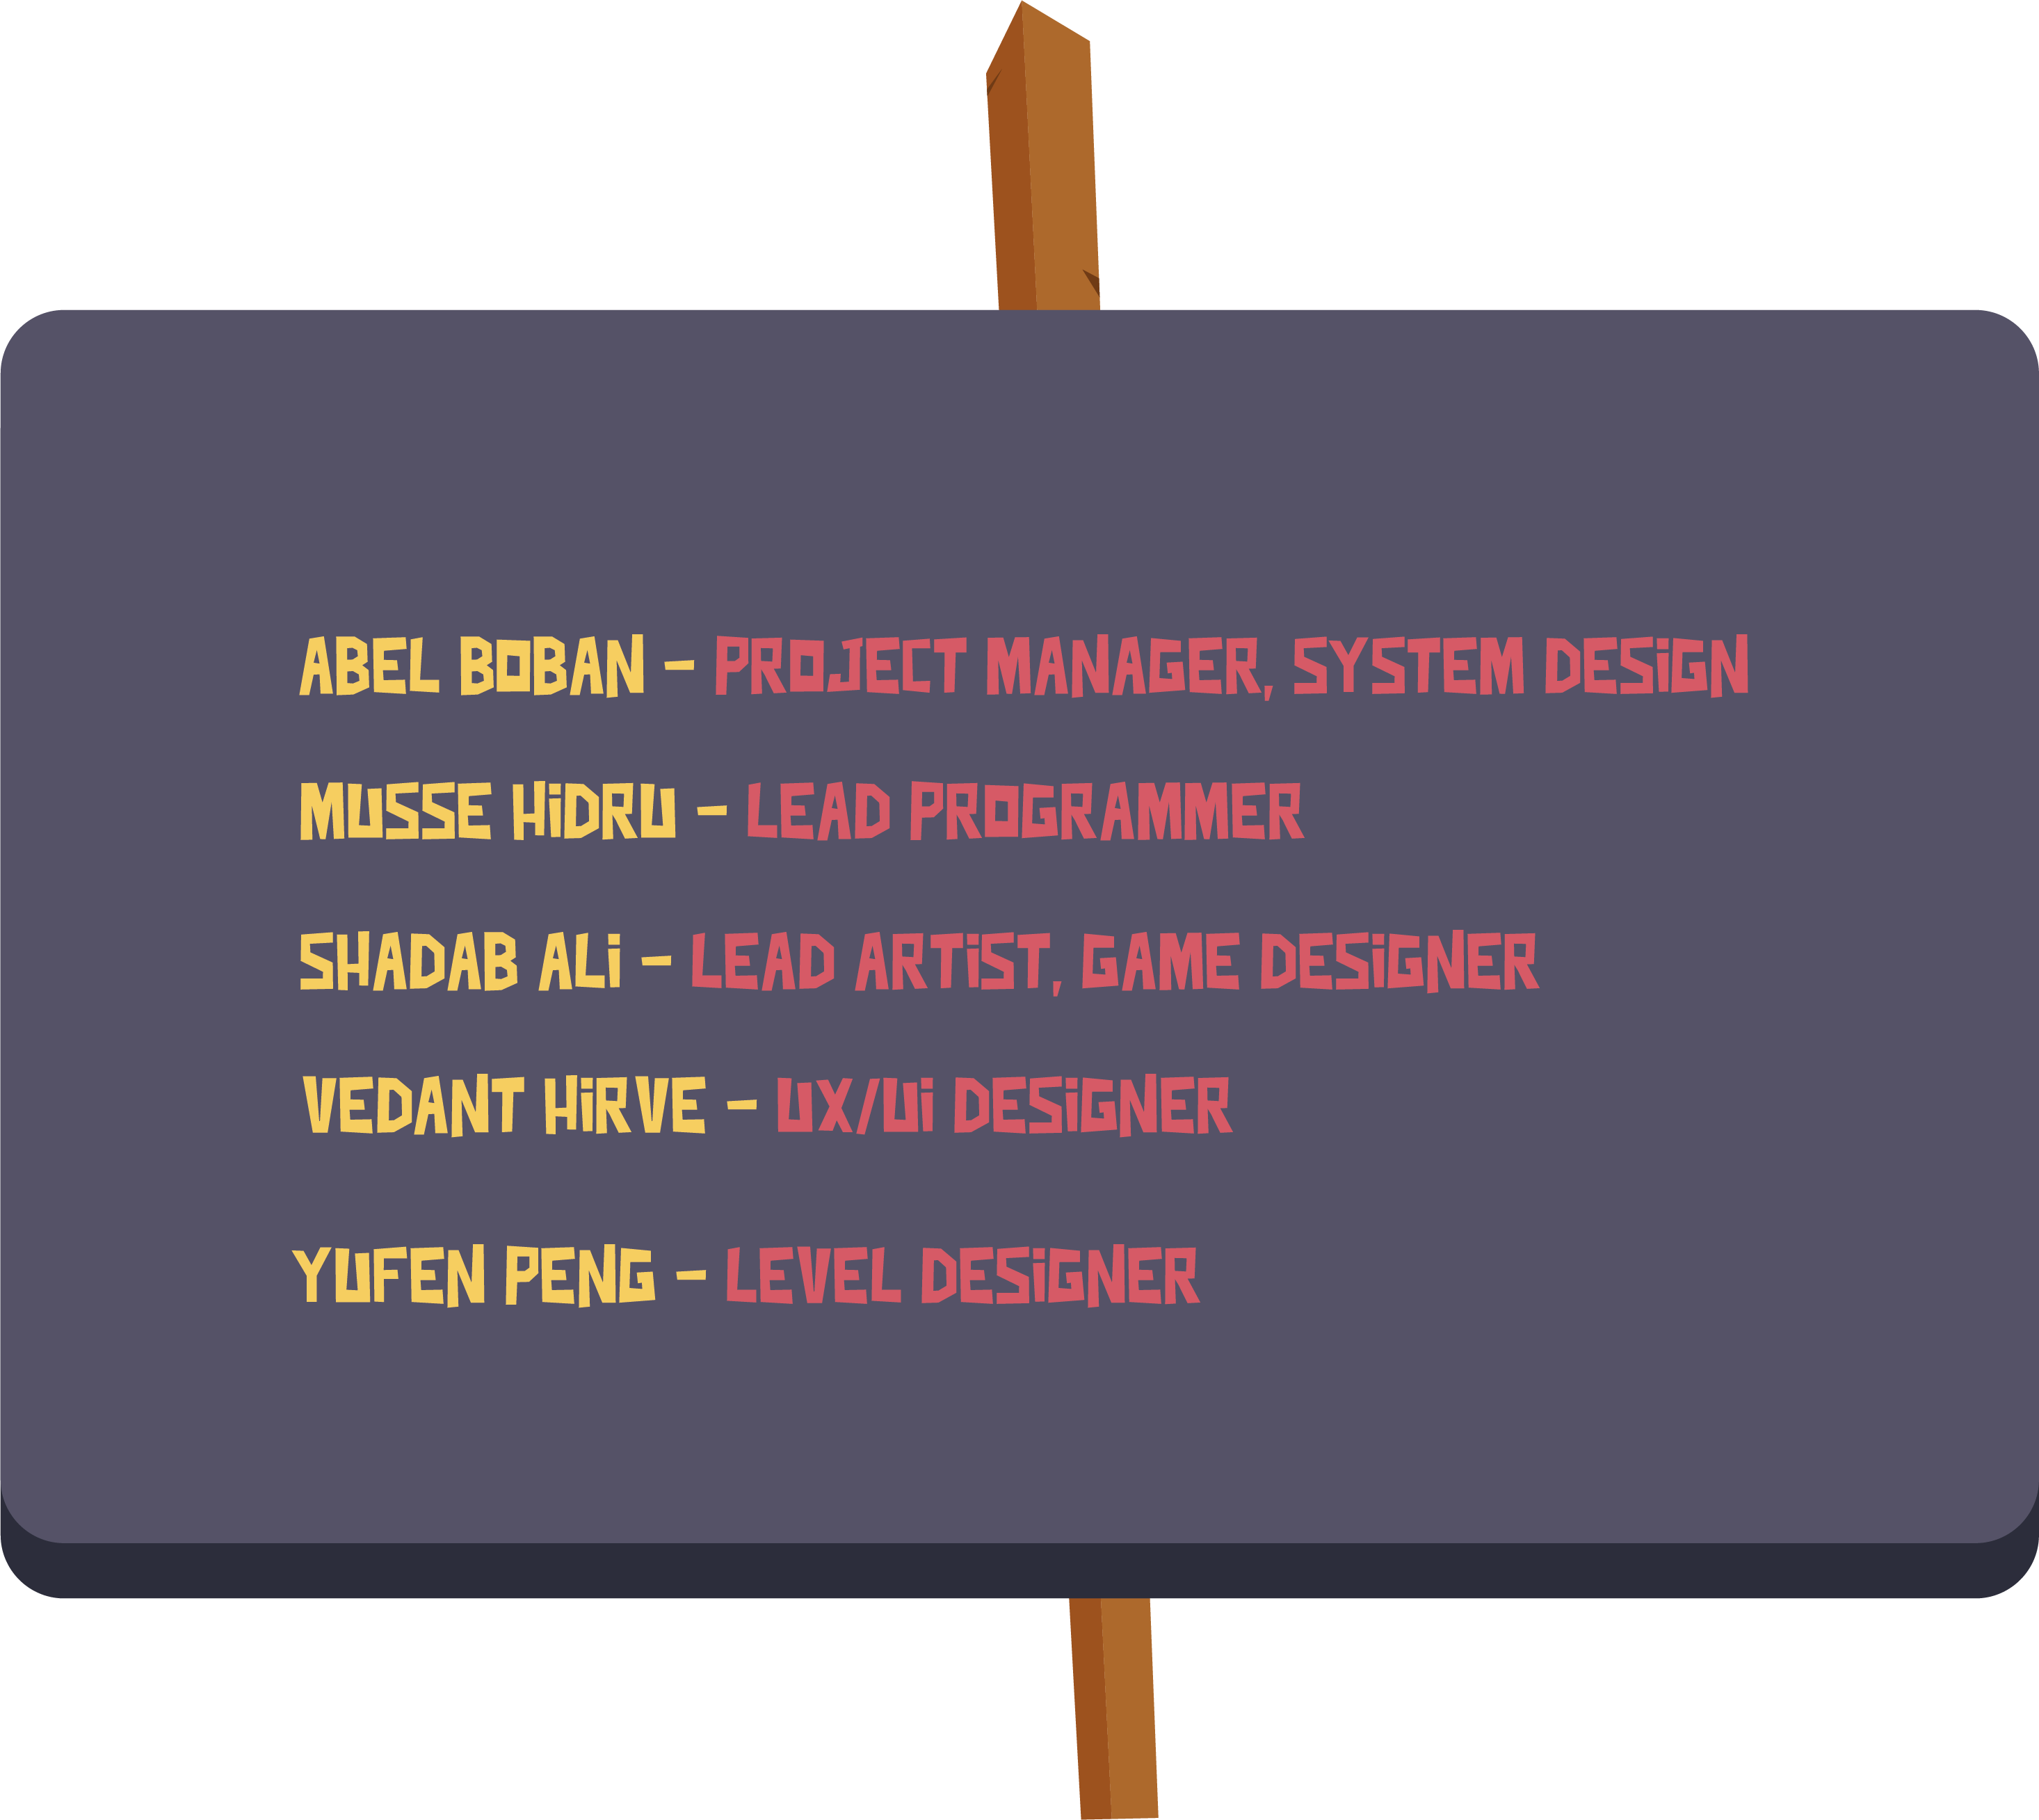 ABEL BOBAN - PROJECT MANAGER, SYSTEM DESiGN
MUSSE HiDRU - LEAD PROGRAMMER
SHADAB ALi - LEAD ARTiST, GAME DESiGNER
VEDANT HiRVE - UX/Ui DESiGNER
YUFEN PENG - LEVEL DESiGNER